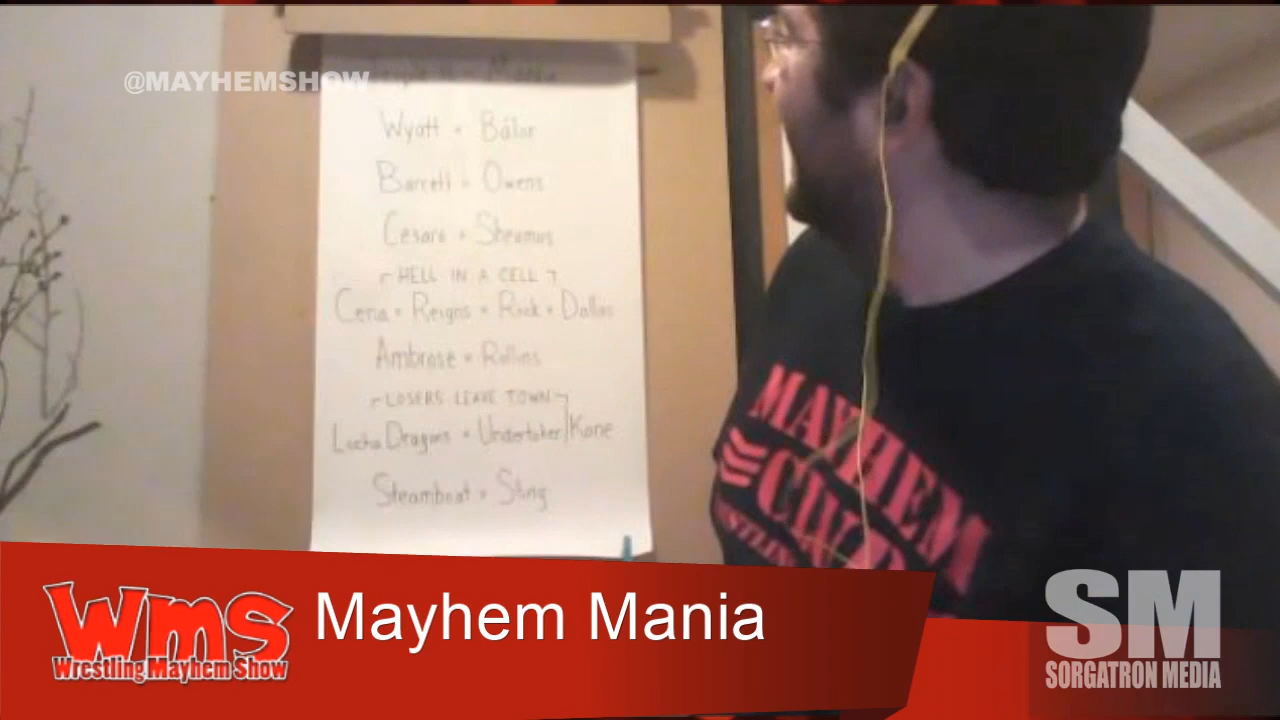 @MAYHEMSHOW
Mania
Wyatt • Bálor
Barrett • Owens
Cesaro • Sheamus
HELL IN A CELL
Cena • Reigns • Rock • Dallas
Ambrose • Rollins
LOSERS LEAVE TOWN
Lucha Dragons • Undertaker/Kane
Steamboat • Sting
MAYHEM
Wms
Wrestling Mayhem Show
Mayhem Mania
SM
SORGATRON MEDIA